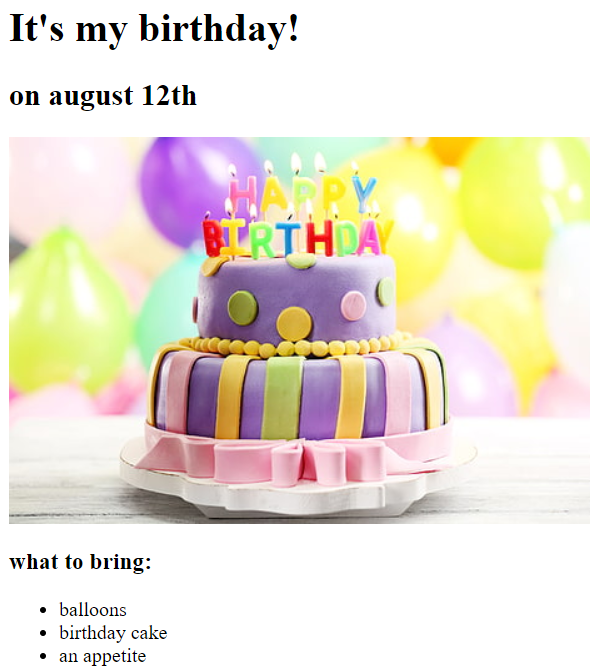 It's my birthday!
on august 12th
HAPPY
BIRTHDAY
what to bring:
balloons
birthday cake
an appetite